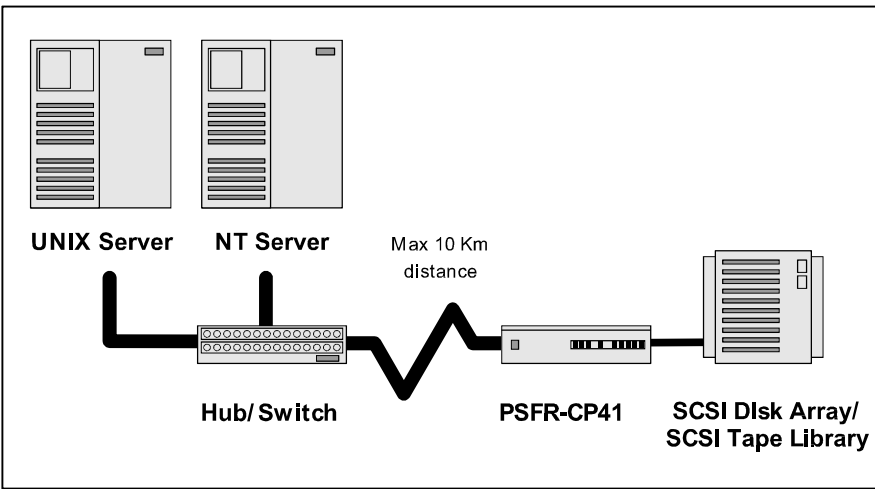 UNIX Server
NT Server
Max 10 Km
distance
Hub/Switch
PSFR-CP41
SCSI DIsk Array/
SCSI Tape Library